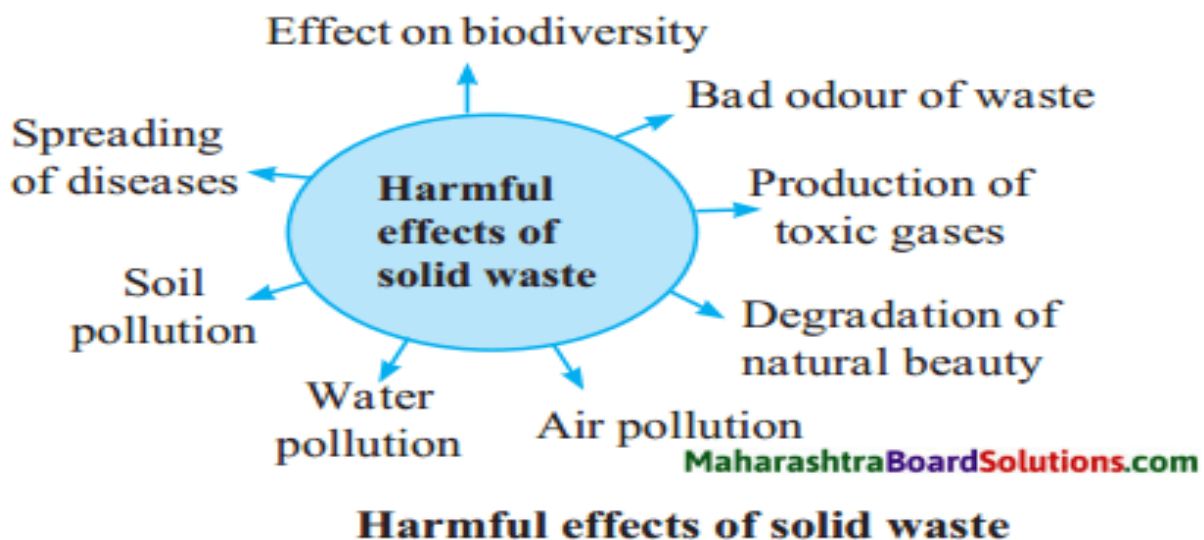 Effect on biodiversity
Bad odour of waste
Spreading
of diseases
Harmful
effects of
solid waste
Production of
toxic gases
Soil
pollution
Degradation of
natural beauty
Water
pollution
Air pollution
MaharashtraBoardSolutions.com
Harmful effects of solid waste